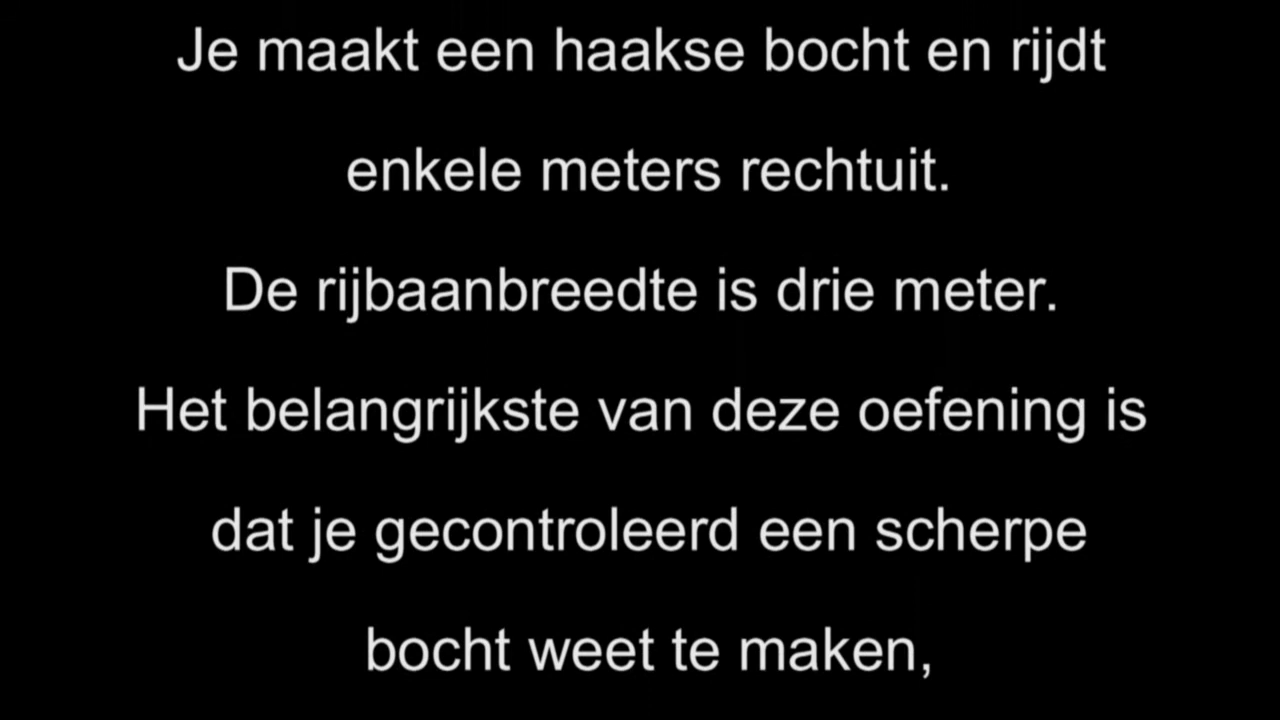 Je maakt een haakse bocht en rijdt
enkele meters rechtuit.
De rijbaanbreedte is drie meter.
Het belangrijkste van deze oefening is
dat je gecontroleerd een scherpe
bocht weet te maken,